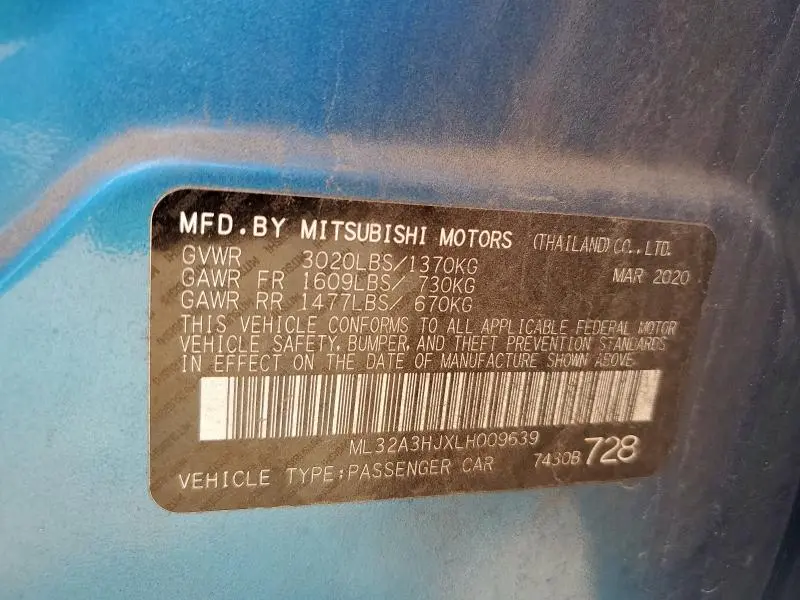 MFD.BY MITSUBISHI MOTORS (THAILAND)CO.,LTD.
GVWR 3020LBS/1370KG MAR 2020
GAWR FR 1609LBS/ 730KG
GAWR RR 1477LBS/ 670KG
THIS VEHICLE CONFORMS TO ALL APPLICABLE FEDERAL MOTOR
VEHICLE SAFETY, BUMPER, AND THEFT PREVENTION STANDARDS
IN EFFECT ON THE DATE OF MANUFACTURE SHOWN ABOVE.
ML32A3HJXLH009639
VEHICLE TYPE;PASSENGER CAR 7430B 728